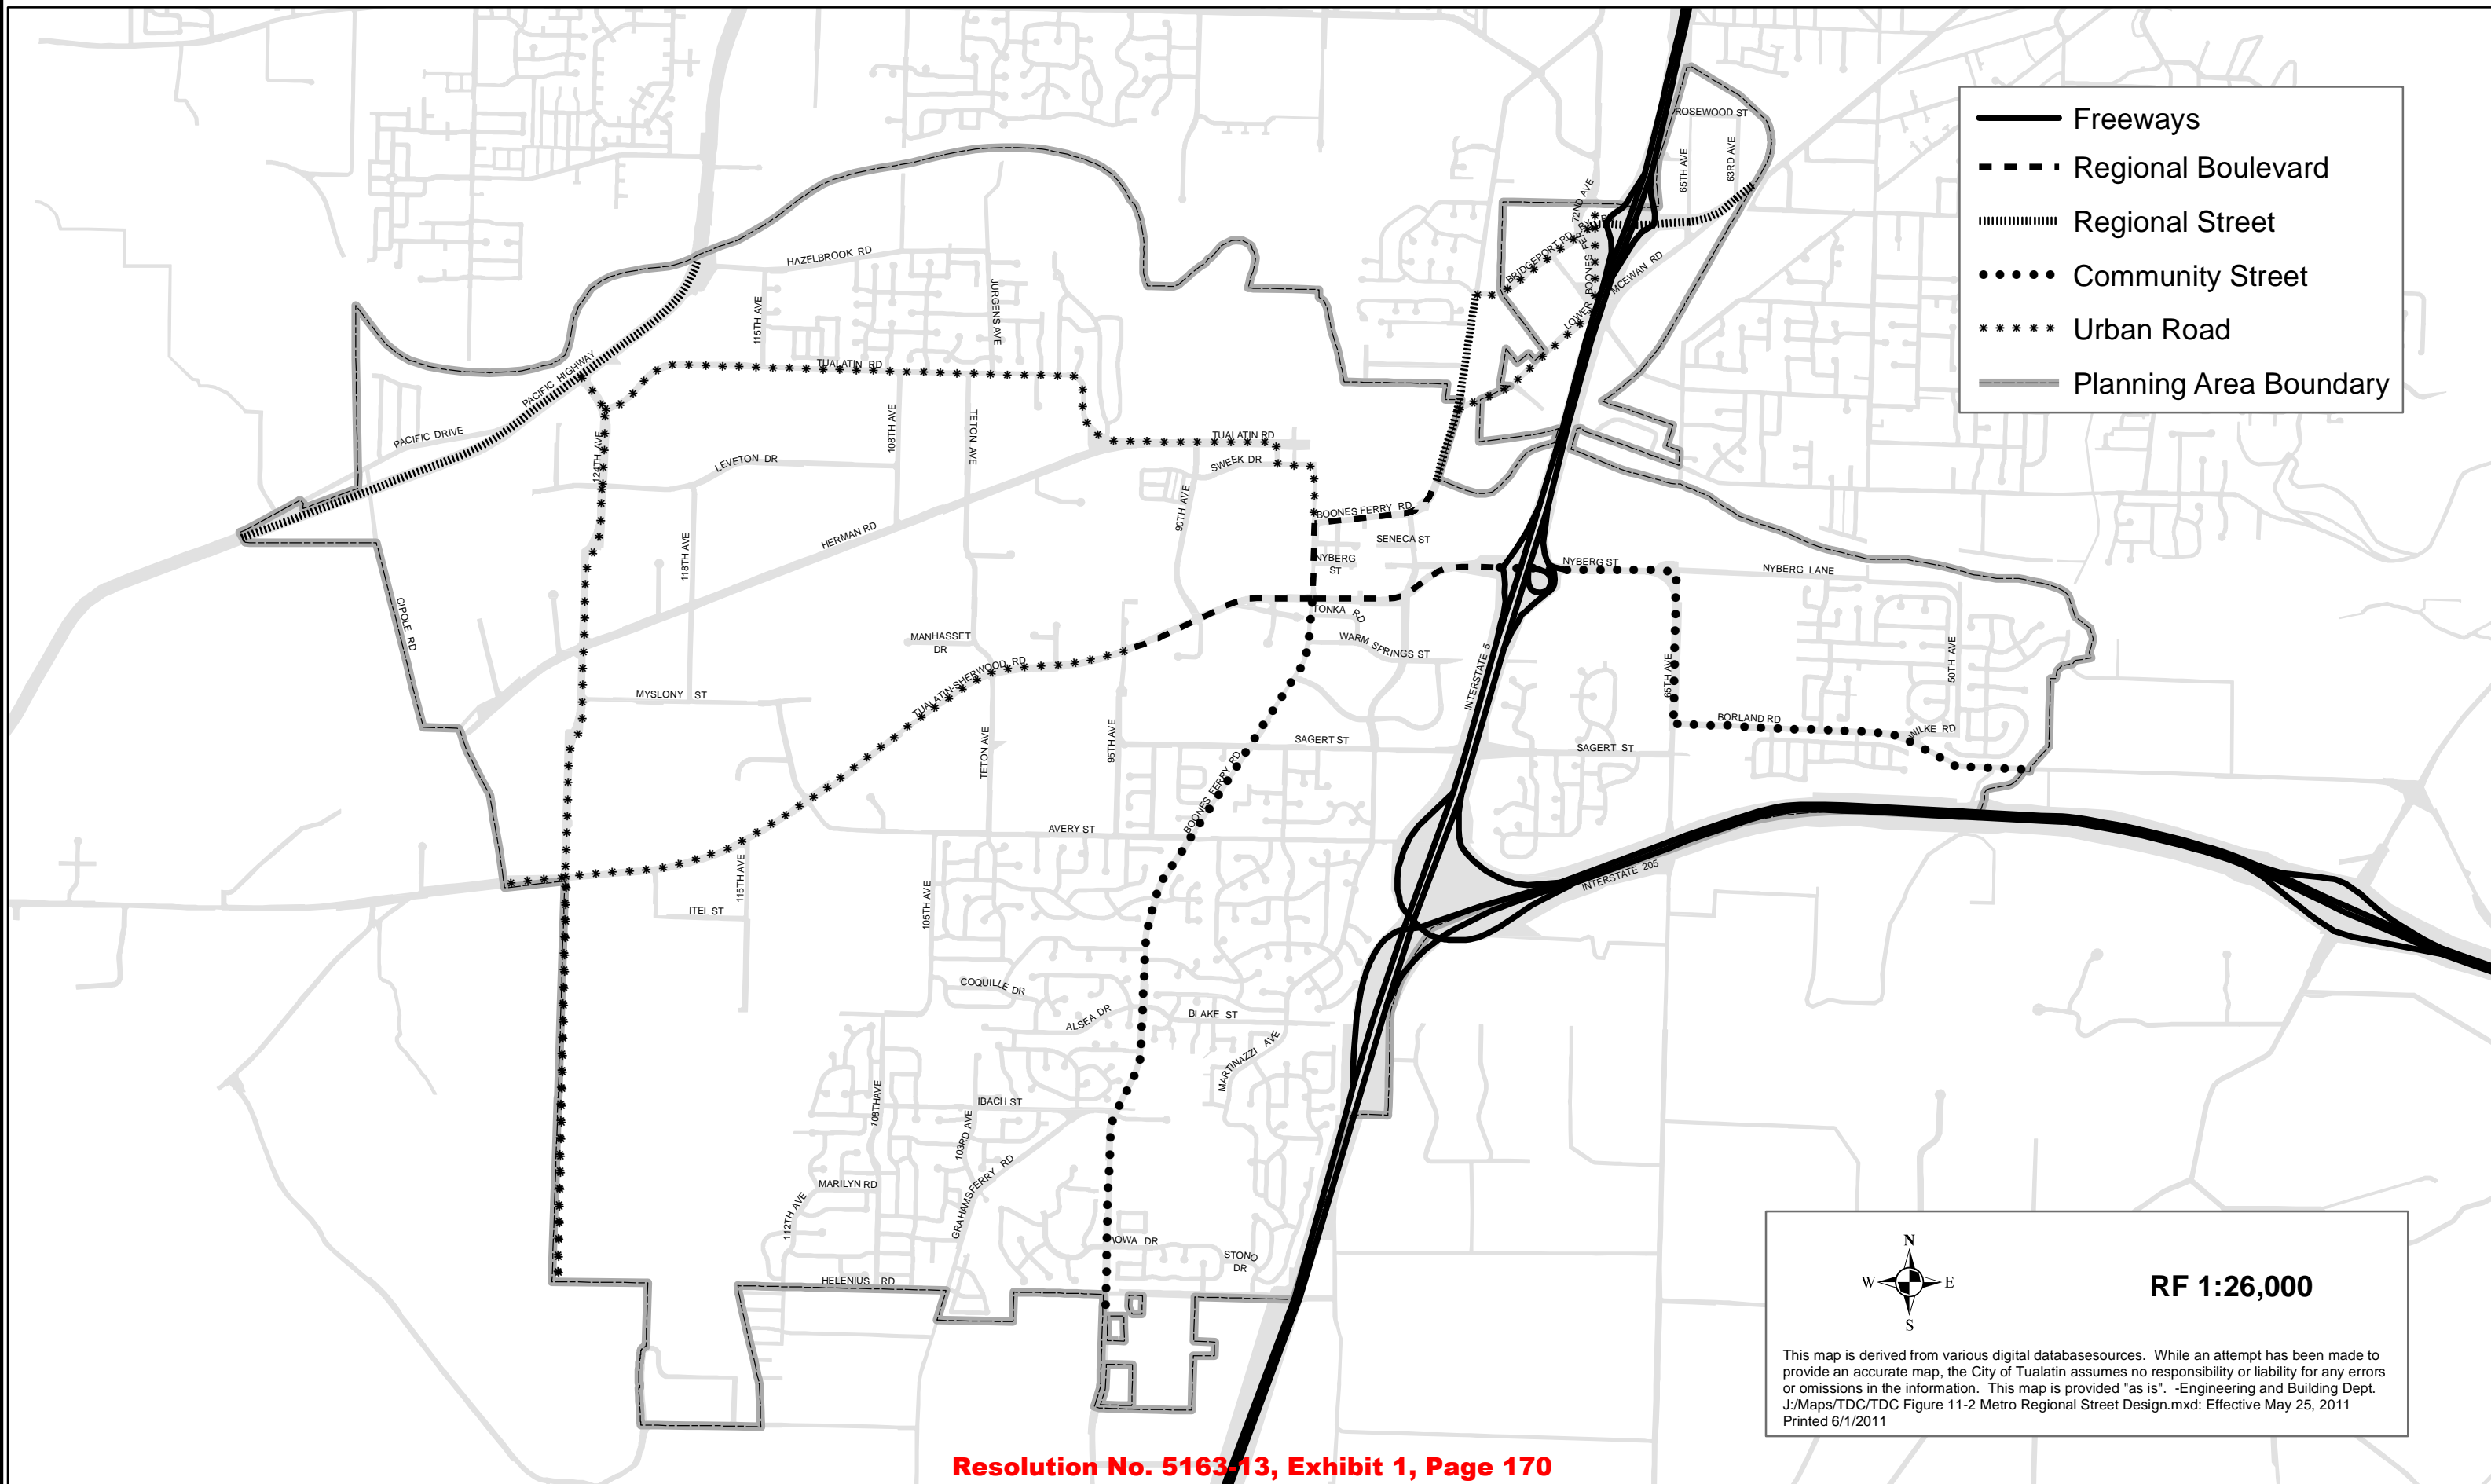 Freeways
Regional Boulevard
Regional Street
Community Street
Urban Road
Planning Area Boundary
ROSEWOOD ST
65TH AVE
63RD AVE
72ND AVE
BRIDGEPORT RD
LOWER BOONES FERRY
MCEWAN RD
HAZELBROOK RD
115TH AVE
JURGENS AVE
TUALATIN RD
PACIFIC HIGHWAY
PACIFIC DRIVE
124TH AVE
108TH AVE
TETON AVE
LEVETON DR
TUALATIN RD
SWEEK DR
90TH AVE
HERMAN RD
118TH AVE
BOONES FERRY RD
SENECA ST
NYBERG
ST
NYBERG ST
NYBERG LANE
CIPOLE RD
TONKA RD
WARM SPRINGS ST
MANHASSET
DR
TUALATIN-SHERWOOD RD
MYSLONY ST
INTERSTATE 5
65TH AVE
50TH AVE
BORLAND RD
WILKE RD
TETON AVE
95TH AVE
SAGERT ST
SAGERT ST
BOONES FERRY RD
AVERY ST
115TH AVE
ITEL ST
105TH AVE
INTERSTATE 205
COQUILLE DR
ALSEA DR
BLAKE ST
MARTINAZZI AVE
108TH AVE
IBACH ST
103RD AVE
GRAHAMS FERRY RD
MARILYN RD
112TH AVE
IOWA DR
STONO
DR
HELENIUS RD
N
W E
S
RF 1:26,000
This map is derived from various digital databasesources. While an attempt has been made to
provide an accurate map, the City of Tualatin assumes no responsibility or liability for any errors
or omissions in the information. This map is provided "as is". -Engineering and Building Dept.
J:/Maps/TDC/TDC Figure 11-2 Metro Regional Street Design.mxd: Effective May 25, 2011
Printed 6/1/2011
Resolution No. 5163-13, Exhibit 1, Page 170